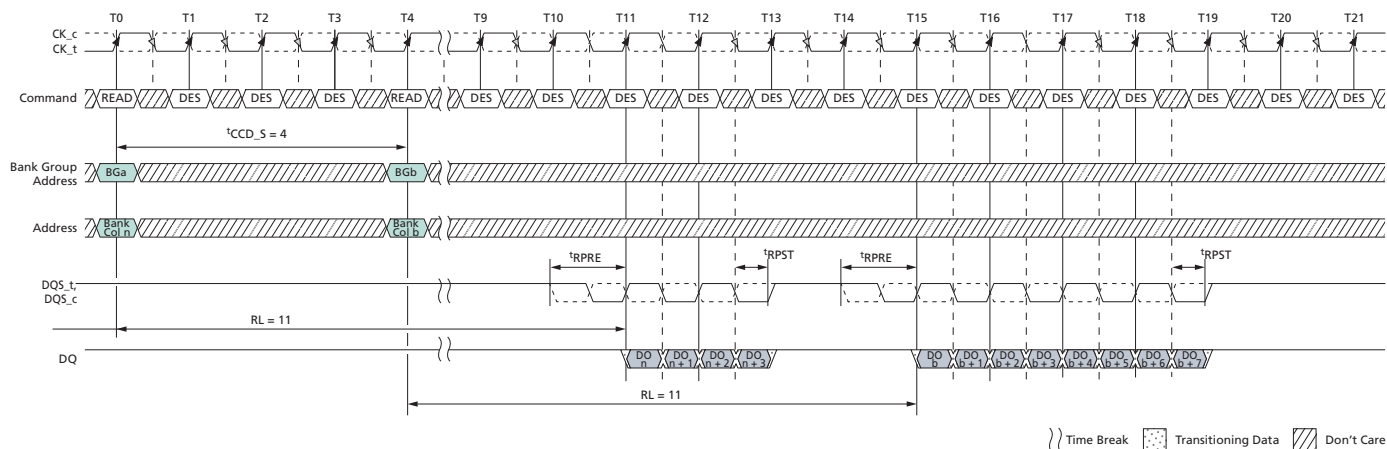 T0 T1 T2 T3 T4 T9 T10 T11 T12 T13 T14 T15 T16 T17 T18 T19 T20 T21
CK_c
CK_t
Command READ DES DES DES READ DES DES DES DES DES DES DES DES DES DES DES DES DES
tCCD_S = 4
Bank Group
Address
BGa BGb
Address
Bank
Col n
Bank
Col b
tRPRE tRPST tRPRE tRPST
DQS_t,
DQS_c
RL = 11
DQ
DO
n
DO
n + 1
DO
n + 2
DO
n + 3
DO
b
DO
b + 1
DO
b + 2
DO
b + 3
DO
b + 4
DO
b + 5
DO
b + 6
DO
b + 7
RL = 11
Time Break Transitioning Data Don't Care